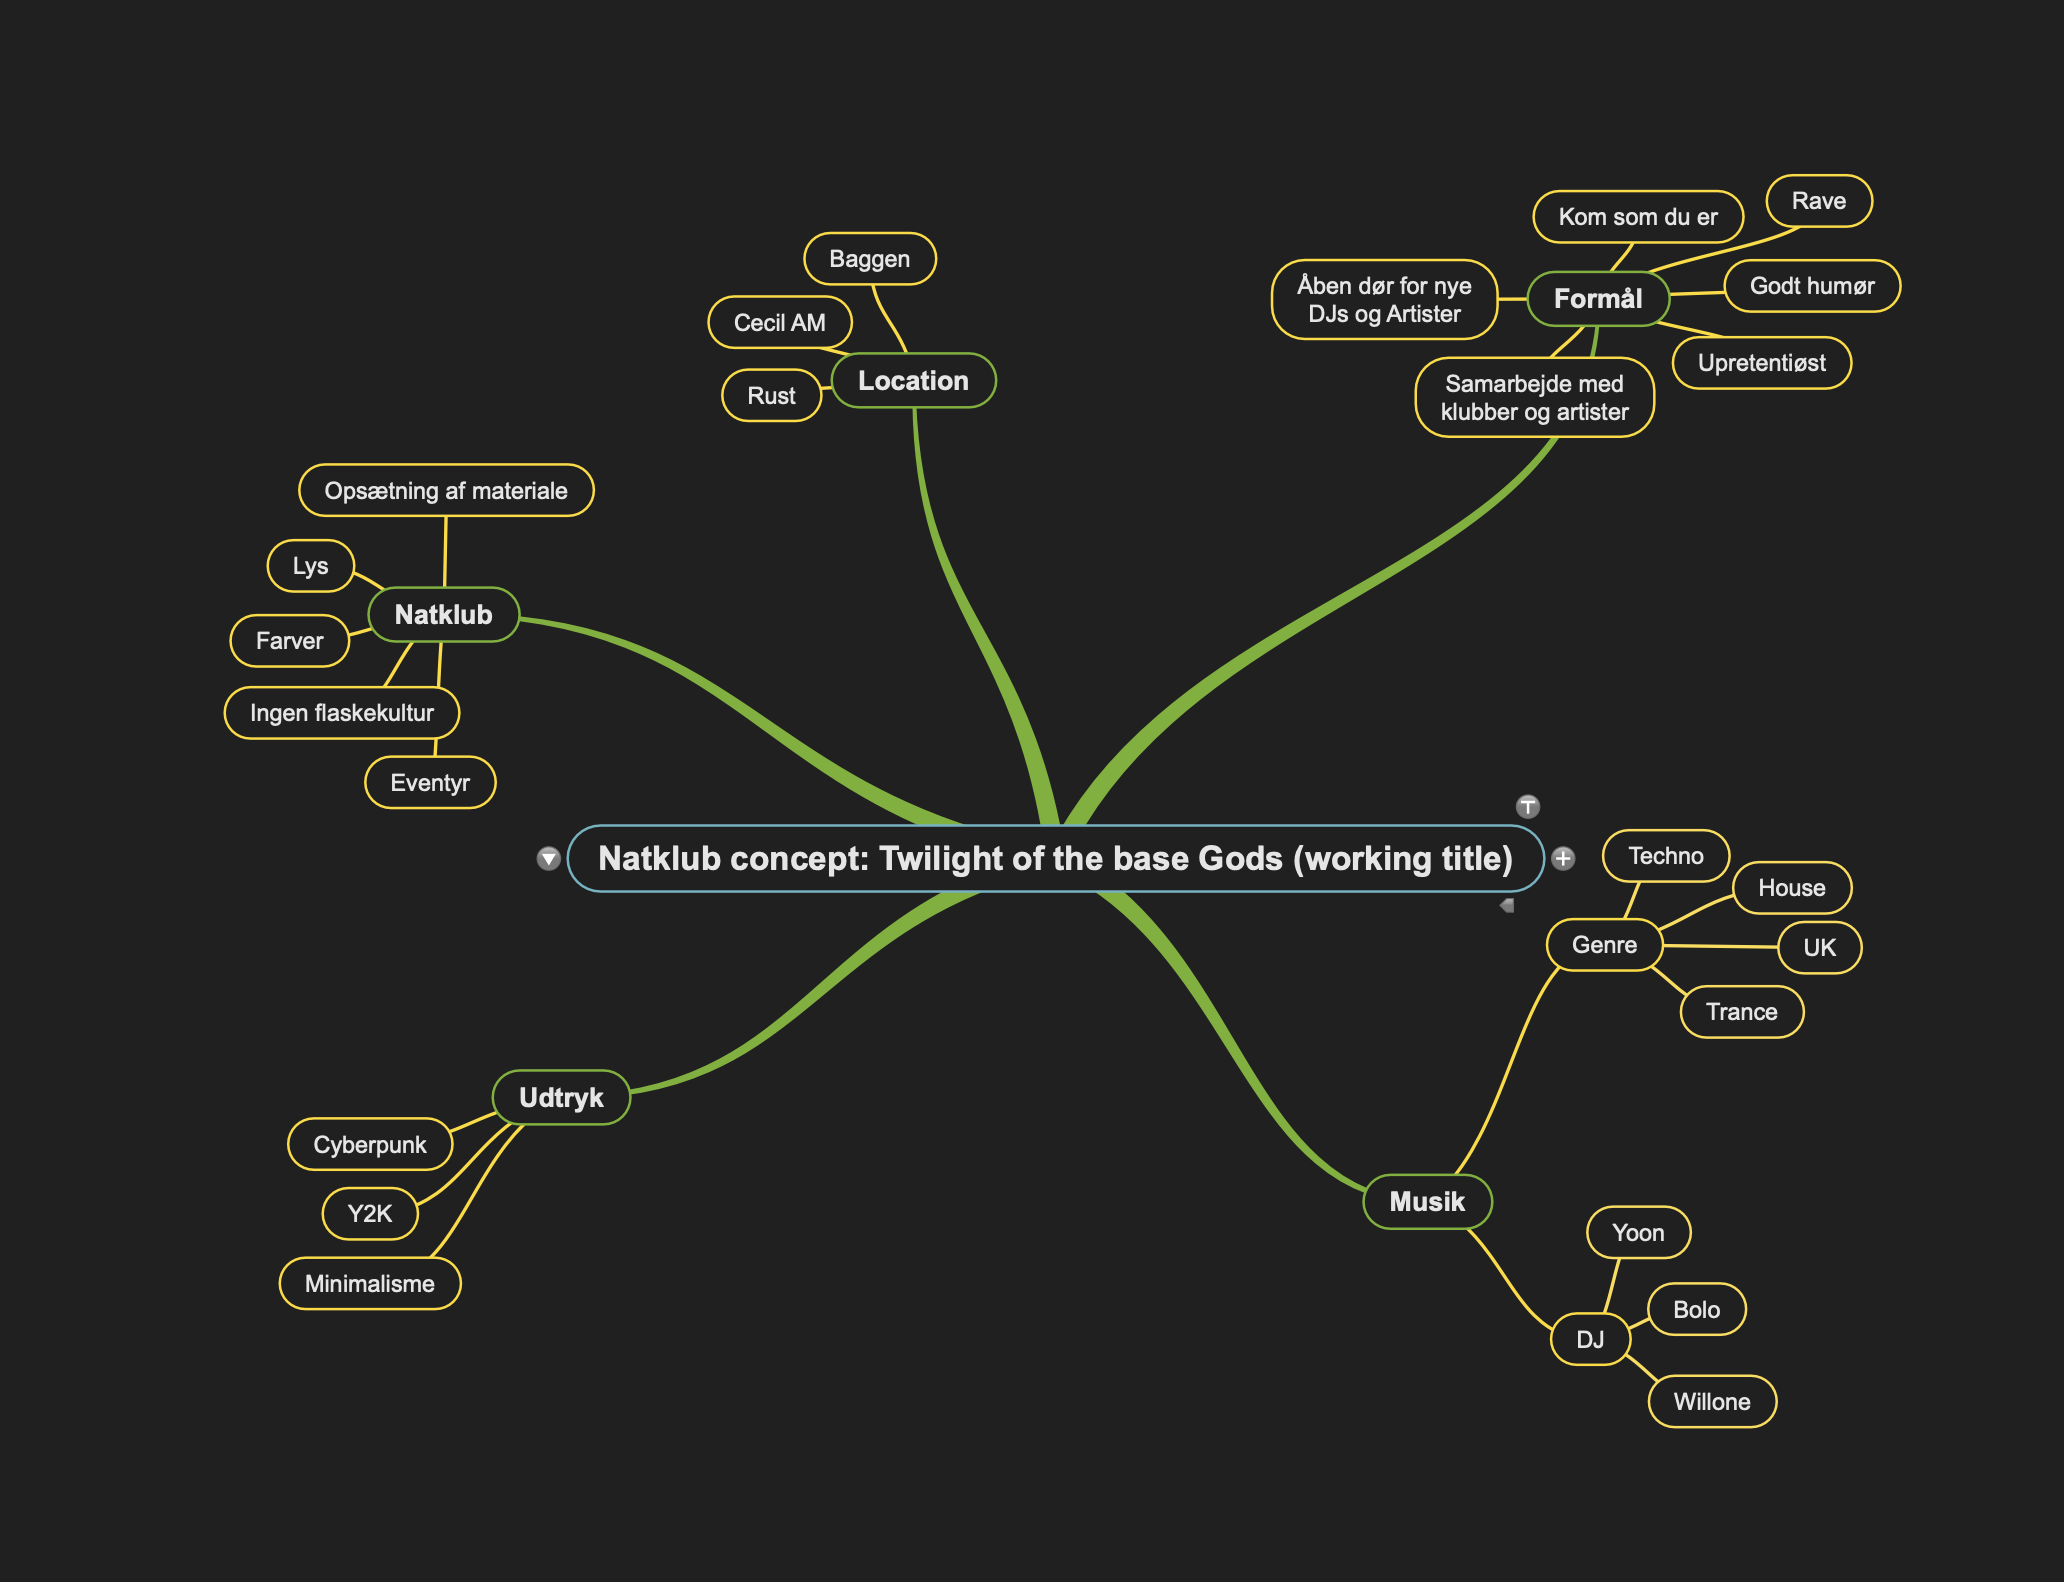 Natklub concept: Twilight of the base Gods (working title)
T
Formål
Kom som du er
Rave
Godt humør
Upretentiøst
Åben dør for nye
DJs og Artister
Samarbejde med
klubber og artister
Location
Baggen
Cecil AM
Rust
Natklub
Opsætning af materiale
Lys
Farver
Ingen flaskekultur
Eventyr
Udtryk
Cyberpunk
Y2K
Minimalisme
Musik
Genre
Techno
House
UK
Trance
DJ
Yoon
Bolo
Willone